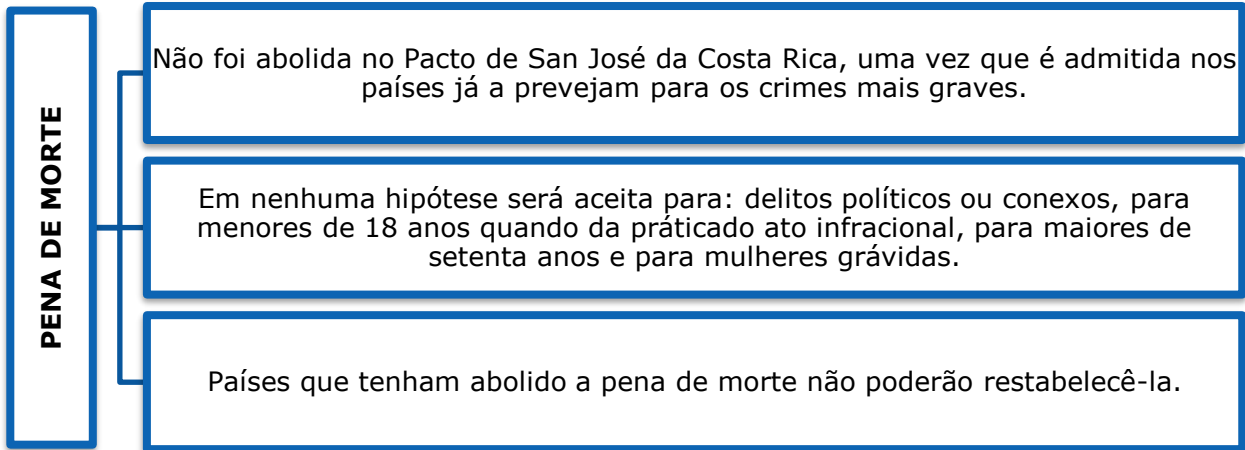 PENA DE MORTE
Não foi abolida no Pacto de San José da Costa Rica, uma vez que é admitida nos
países já a prevejam para os crimes mais graves.
Em nenhuma hipótese será aceita para: delitos políticos ou conexos, para
menores de 18 anos quando da práticado ato infracional, para maiores de
setenta anos e para mulheres grávidas.
Países que tenham abolido a pena de morte não poderão restabelecê-la.